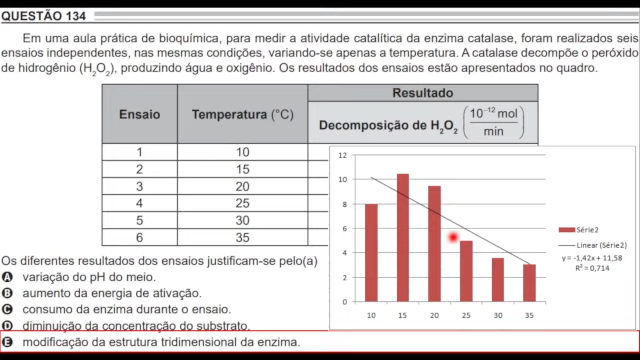 QUESTÃO 134
Em uma aula prática de bioquímica, para medir a atividade catalítica da enzima catalase, foram realizados seis
ensaios independentes, nas mesmas condições, variando-se apenas a temperatura. A catalase decompõe o peróxido
de hidrogênio (H2O2), produzindo água e oxigênio. Os resultados dos ensaios estão apresentados no quadro.
Ensaio Temperatura (°C) Resultado
Decomposição de H2O2 (10⁻¹² mol / min)
1 10
2 15
3 20
4 25
5 30
6 35
12
10
8
6
4
2
0
10 15 20 25 30 35
Série2
Linear (Série2)
y = -1,42x + 11,58
R² = 0,714
Os diferentes resultados dos ensaios justificam-se pelo(a)
A variação do pH do meio.
B aumento da energia de ativação.
C consumo da enzima durante o ensaio.
D diminuição da concentração do substrato.
E modificação da estrutura tridimensional da enzima.